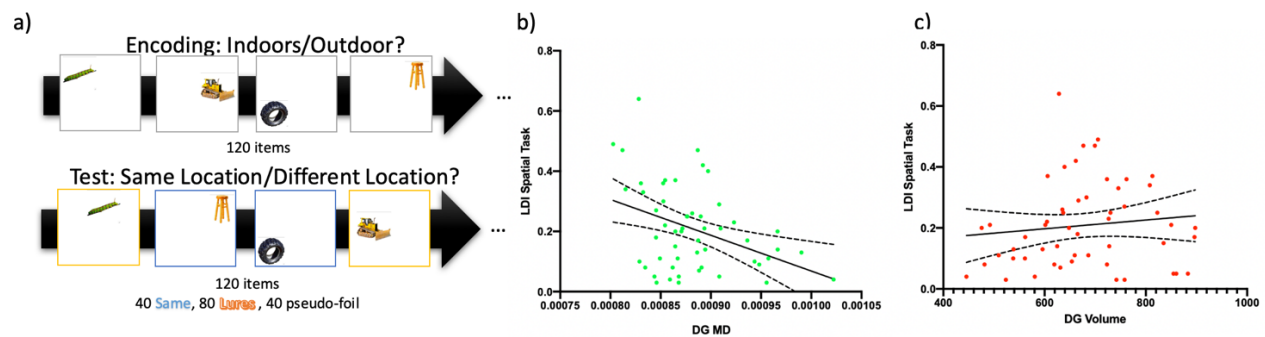 a)
Encoding: Indoors/Outdoor?
...
120 items
Test: Same Location/Different Location?
...
120 items
40 Same, 80 Lures, 40 pseudo-foil
b)
LDI Spatial Task
0.8
0.6
0.4
0.2
0.0
0.00075 0.00080 0.00085 0.00090 0.00095 0.00100 0.00105
DG MD
c)
LDI Spatial Task
0.8
0.6
0.4
0.2
0.0
400 600 800 1000
DG Volume